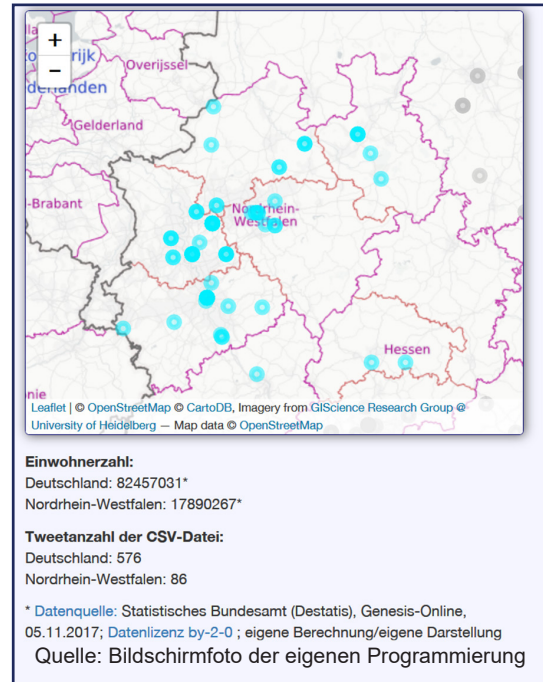 +
−
rijk
Overijssel
derlanden
Gelderland
-Brabant
Nordrhein-
Westfalen
Hessen
nie
Leaflet | © OpenStreetMap © CartoDB, Imagery from GIScience Research Group @
University of Heidelberg — Map data © OpenStreetMap
Einwohnerzahl:
Deutschland: 82457031*
Nordrhein-Westfalen: 17890267*
Tweetanzahl der CSV-Datei:
Deutschland: 576
Nordrhein-Westfalen: 86
* Datenquelle: Statistisches Bundesamt (Destatis), Genesis-Online,
05.11.2017; Datenlizenz by-2-0 ; eigene Berechnung/eigene Darstellung
Quelle: Bildschirmfoto der eigenen Programmierung